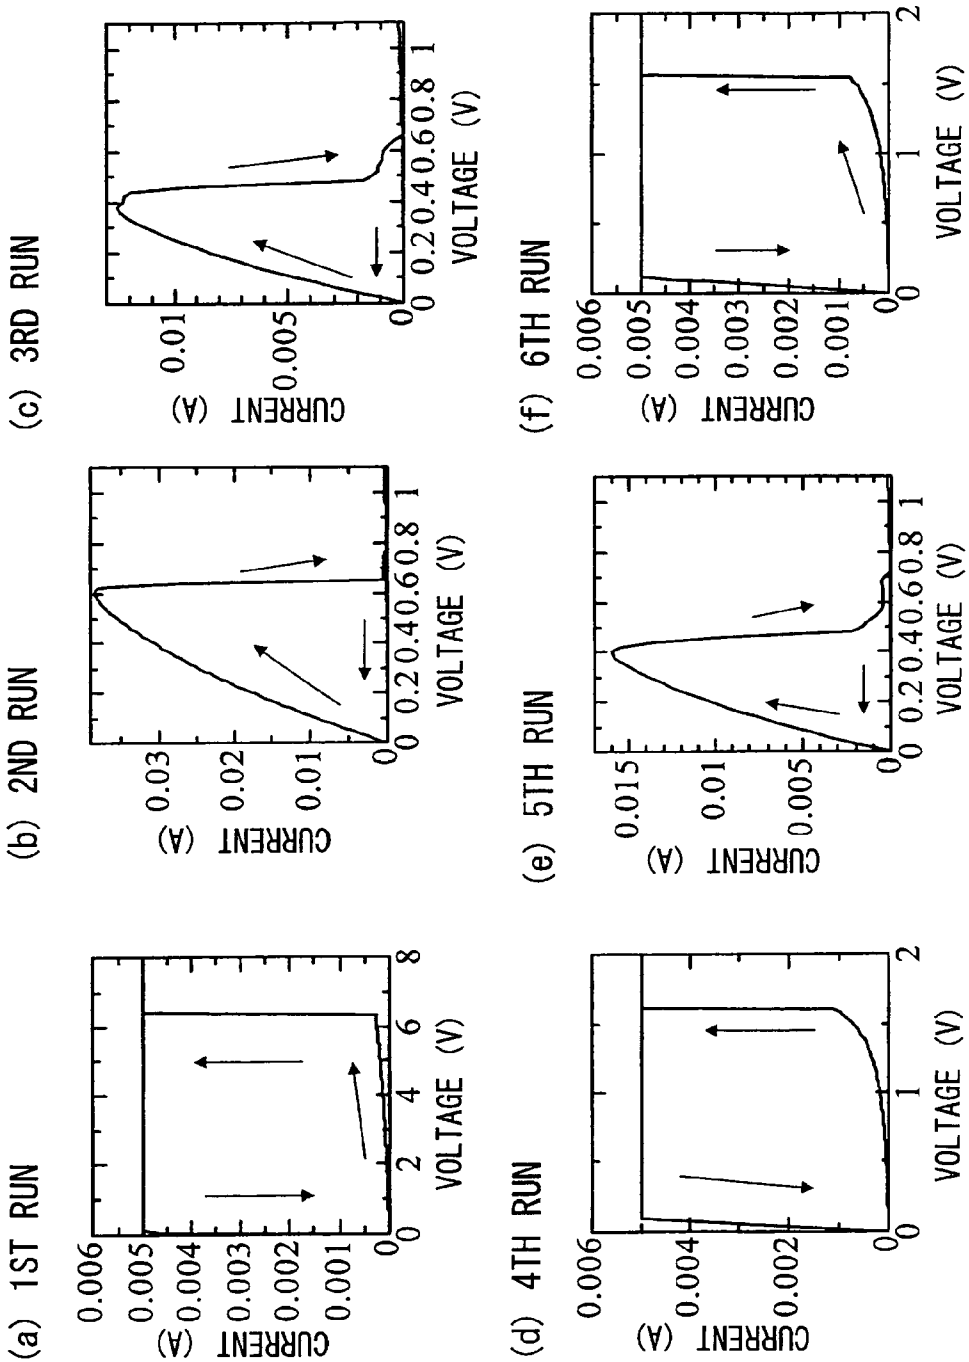 (a) 1ST RUN
CURRENT (A)
0.006
0.005
0.004
0.003
0.002
0.001
0
0 2 4 6 8
VOLTAGE (V)
(b) 2ND RUN
CURRENT (A)
0.03
0.02
0.01
0
0 0.2 0.4 0.6 0.8 1
VOLTAGE (V)
(c) 3RD RUN
CURRENT (A)
0.01
0.005
0
0 0.2 0.4 0.6 0.8 1
VOLTAGE (V)
(d) 4TH RUN
CURRENT (A)
0.006
0.004
0.002
0
0 1 2
VOLTAGE (V)
(e) 5TH RUN
CURRENT (A)
0.015
0.01
0.005
0
0 0.2 0.4 0.6 0.8 1
VOLTAGE (V)
(f) 6TH RUN
CURRENT (A)
0.006
0.005
0.004
0.003
0.002
0.001
0
0 1 2
VOLTAGE (V)